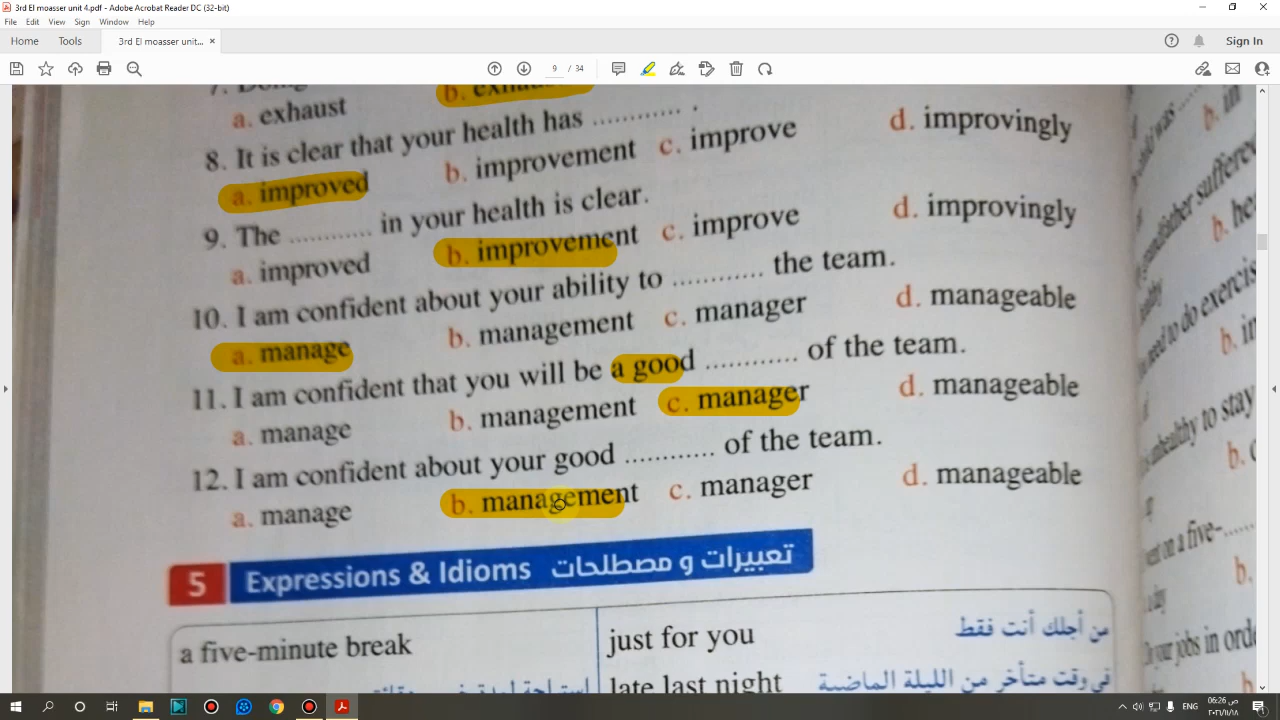 3rd El moasser unit 4.pdf - Adobe Acrobat Reader DC (32-bit)
File Edit View Sign Window Help
Home Tools 3rd El moasser unit... × Sign In
9 / 34
a. exhaust
8. It is clear that your health has ............ .
a. improved b. improvement c. improve d. improvingly
9. The ............ in your health is clear.
a. improved b. improvement c. improve d. improvingly
10. I am confident about your ability to ............ the team.
a. manage b. management c. manager d. manageable
11. I am confident that you will be a good ............ of the team.
a. manage b. management c. manager d. manageable
12. I am confident about your good ............ of the team.
a. manage b. management c. manager d. manageable
5 Expressions & Idioms تعبيرات و مصطلحات
a five-minute break
just for you من أجلك أنت فقط
late last night في وقت متأخر من الليلة الماضية
ENG 06:26 ص